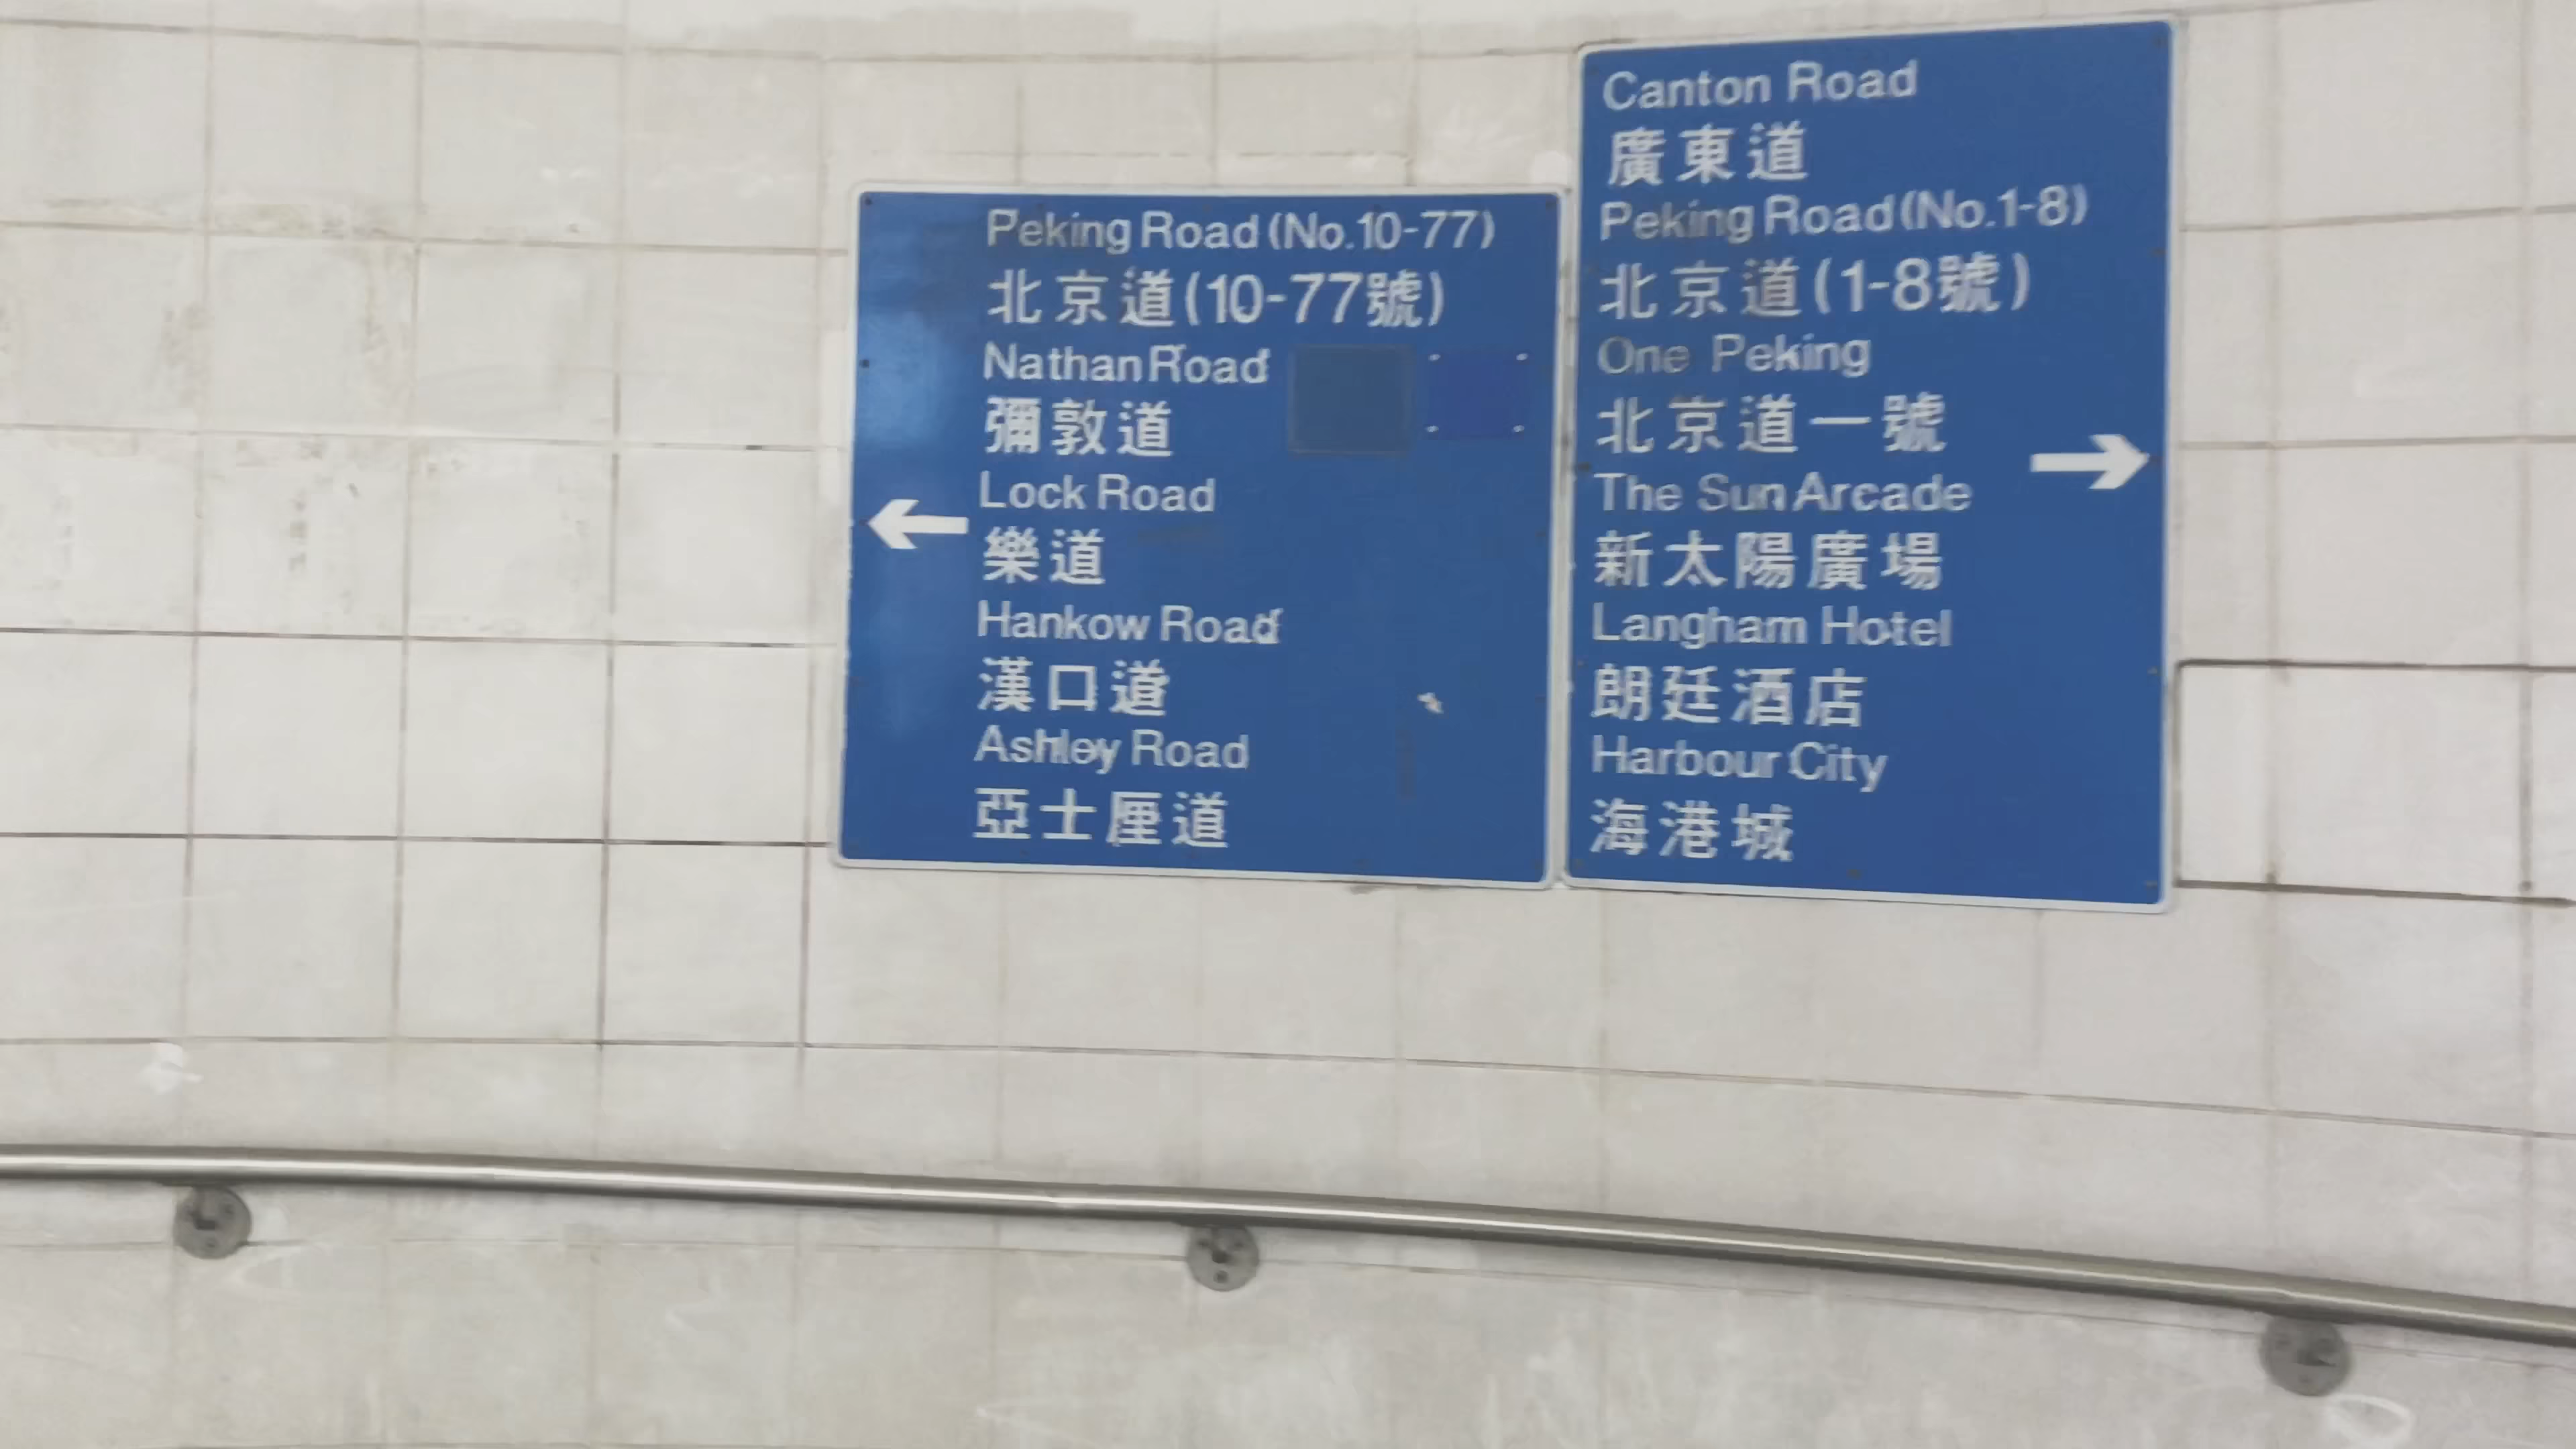 Peking Road (No.10-77)
北京道(10-77號)
Nathan Road
彌敦道
Lock Road
樂道
Hankow Road
漢口道
Ashley Road
亞士厘道
Canton Road
廣東道
Peking Road (No.1-8)
北京道(1-8號)
One Peking
北京道一號
The Sun Arcade
新太陽廣場
Langham Hotel
朗廷酒店
Harbour City
海港城